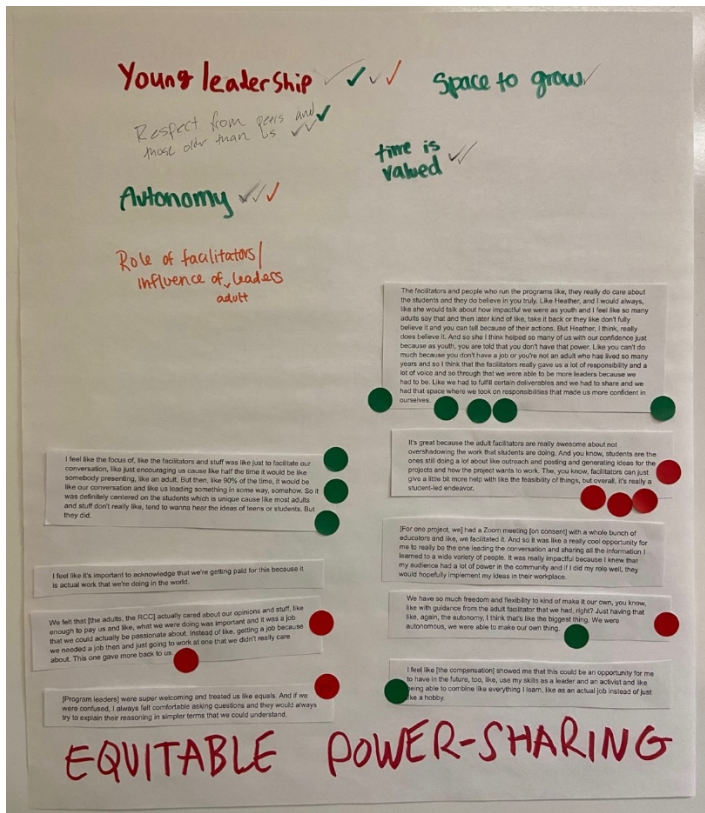 Young leadership ✓✓✓✓
Respect from peers and ✓
those older than us ✓✓
Autonomy ✓✓✓
Role of facilitators/
influence of adult leaders
Space to grow ✓
time is
valued ✓✓
I feel like the focus of, like the facilitators and stuff was like just to facilitate our
conversation, like just encouraging us cause like half the time it would be like
somebody presenting, like an adult. But then, like 90% of the time, it would be
like our conversation and like us leading something in some way, somehow. So it
was definitely centered on the students which is unique cause like most adults
and stuff don't really like, tend to wanna hear the ideas of teens or students. But
they did.
I feel like it's important to acknowledge that we're getting paid for this because it
is actual work that we're doing in the world.
We felt that [the adults, the RCC] actually cared about our opinions and stuff, like
enough to pay us and like, what we were doing was important and it was a job
that we could actually be passionate about. Instead of like, getting a job because
we needed a job then and just going to work at one that we didn't really care
about. This one gave more back to us.
[Program leaders] were super welcoming and treated us like equals. And if we
were confused, I always felt comfortable asking questions and they would always
try to explain their reasoning in simpler terms that we could understand.
The facilitators and people who run the programs like, they really do care about
the students and they do believe in you truly. Like Heather, and I would always,
like she would talk about how impactful we were as youth and I feel like so many
adults say that and then later kind of like, take it back or they like don't fully
believe it and you can tell because of their actions. But Heather, I think, really
does believe it. And so she I think helped so many of us with our confidence just
because as youth, you are told that you don't have that power. Like you can't do
much because you don't have a job or you're not an adult who has lived so many
years and so I think that the facilitators really gave us a lot of responsibility and a
lot of voice and so through that we were able to be more leaders because we
had to be. Like we had to fulfill certain deliverables and we had to share and we
had that space where we took on responsibilities that made us more confident in
ourselves.
It's great because the adult facilitators are really awesome about not
overshadowing the work that students are doing. And you know, students are the
ones still doing a lot about like outreach and posting and generating ideas for the
projects and how the project wants to work. The, you know, facilitators can just
give a little bit more help with like the feasibility of things, but overall, it's really a
student-led endeavor.
[For one project, we] had a Zoom meeting [on consent] with a whole bunch of
educators and like, we facilitated it. And so it was like a really cool opportunity for
me to really be the one leading the conversation and sharing all the information I
learned to a wide variety of people. It was really impactful because I knew that
my audience had a lot of power in the community and if I did my role well, they
would hopefully implement my ideas in their workplace.
We have so much freedom and flexibility to kind of make it our own, you know,
like with guidance from the adult facilitator that we had, right? Just having that
like, again, the autonomy, I think that's like the biggest thing. We were
autonomous, we were able to make our own thing.
I feel like [the compensation] showed me that this could be an opportunity for me
to have in the future, too, like, use my skills as a leader and an activist and like
being able to combine like everything I learn, like as an actual job instead of just
like a hobby.
EQUITABLE POWER-SHARING